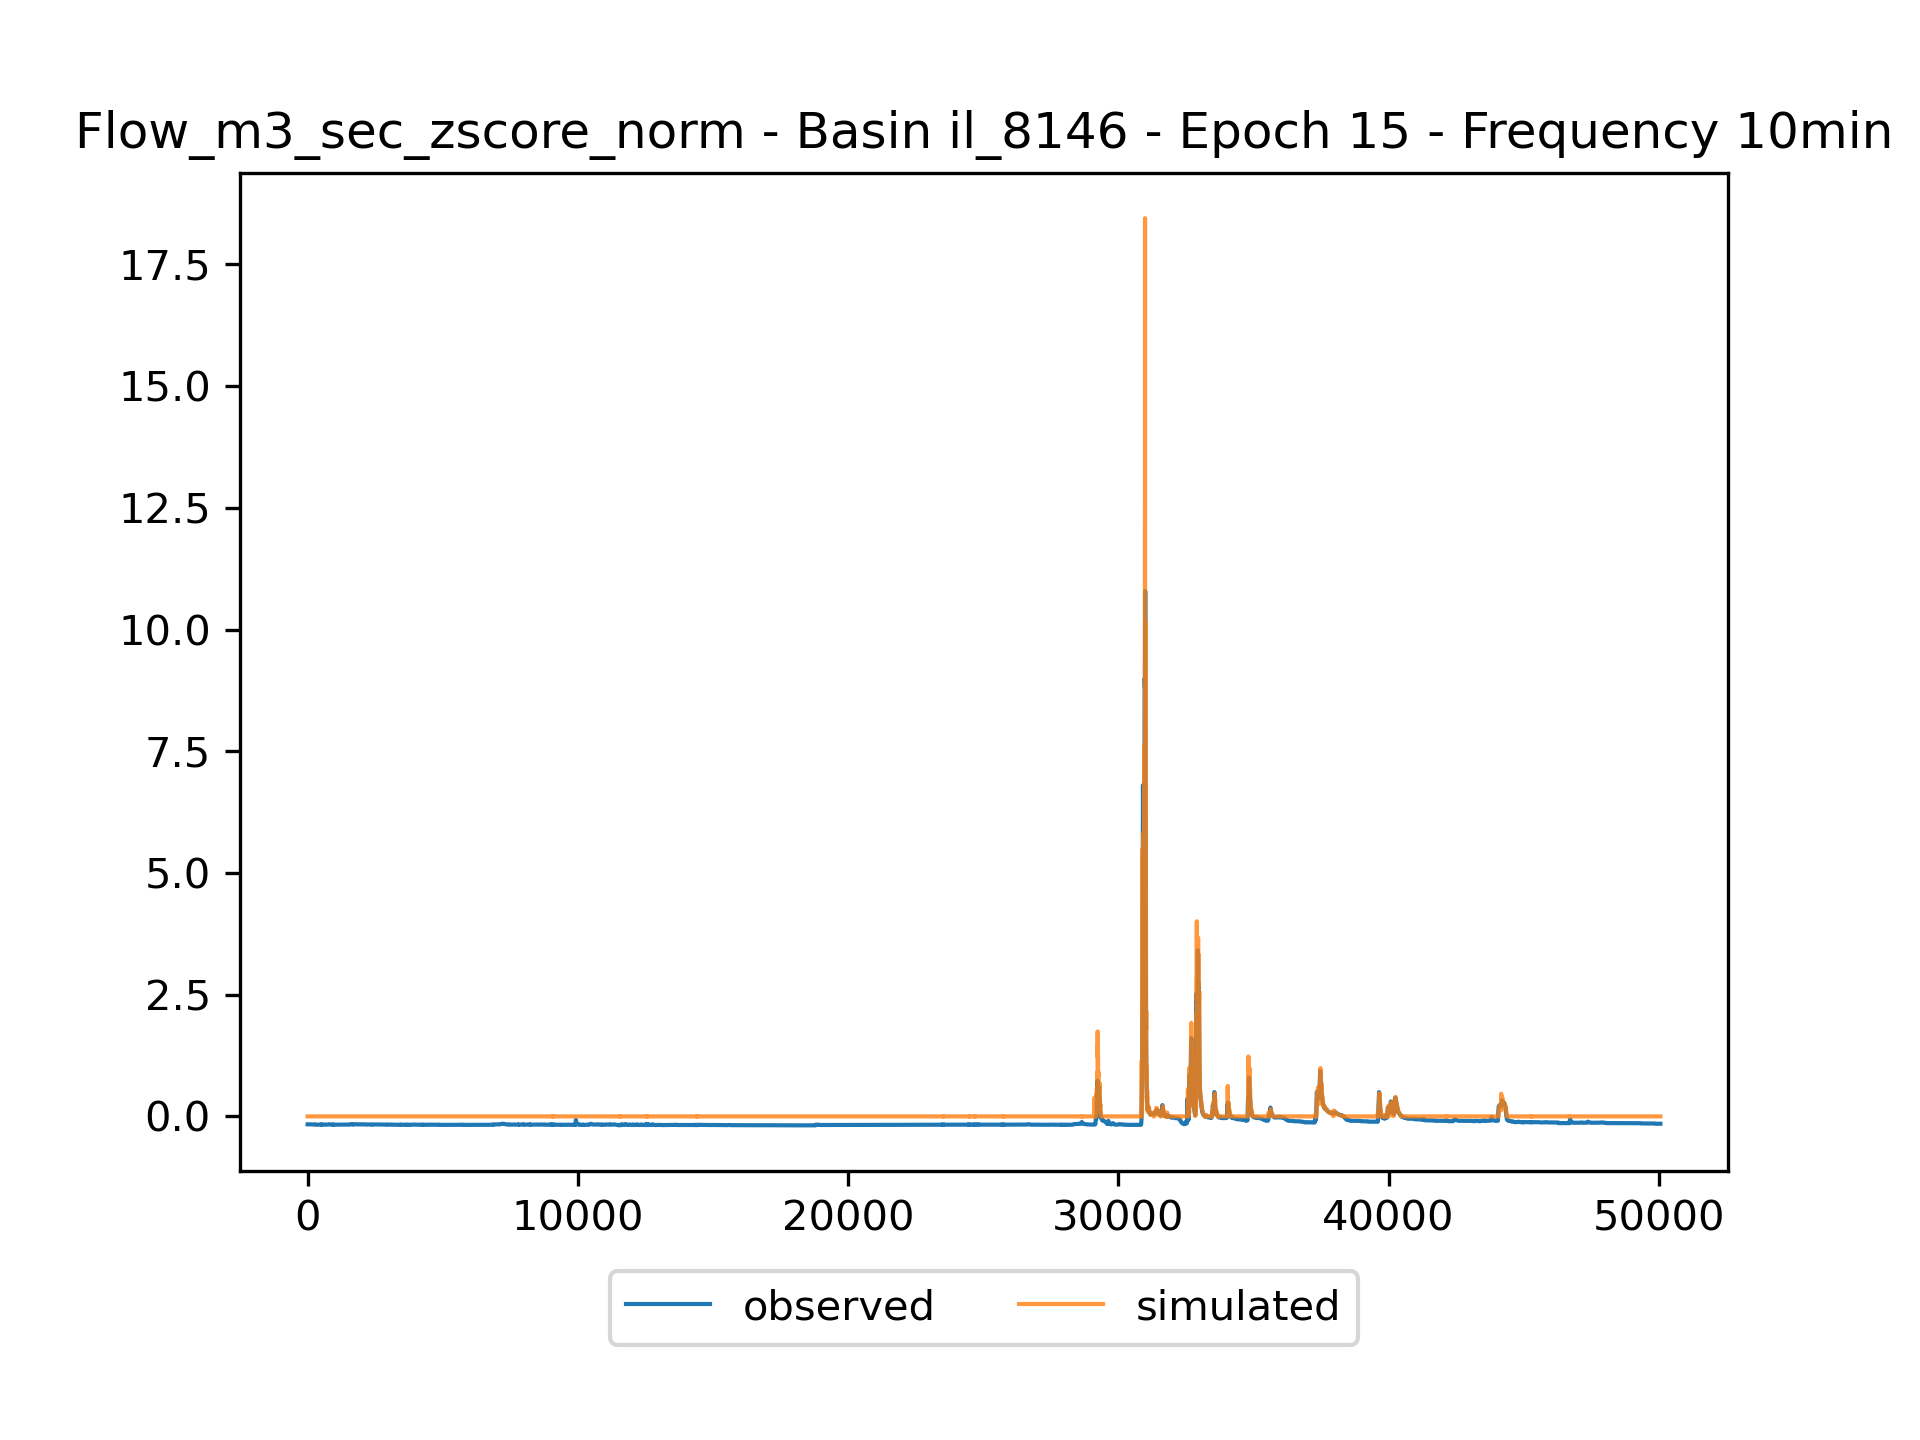 Flow_m3_sec_zscore_norm - Basin il_8146 - Epoch 15 - Frequency 10min
17.5
15.0
12.5
10.0
7.5
5.0
2.5
0.0
0 10000 20000 30000 40000 50000
observed simulated